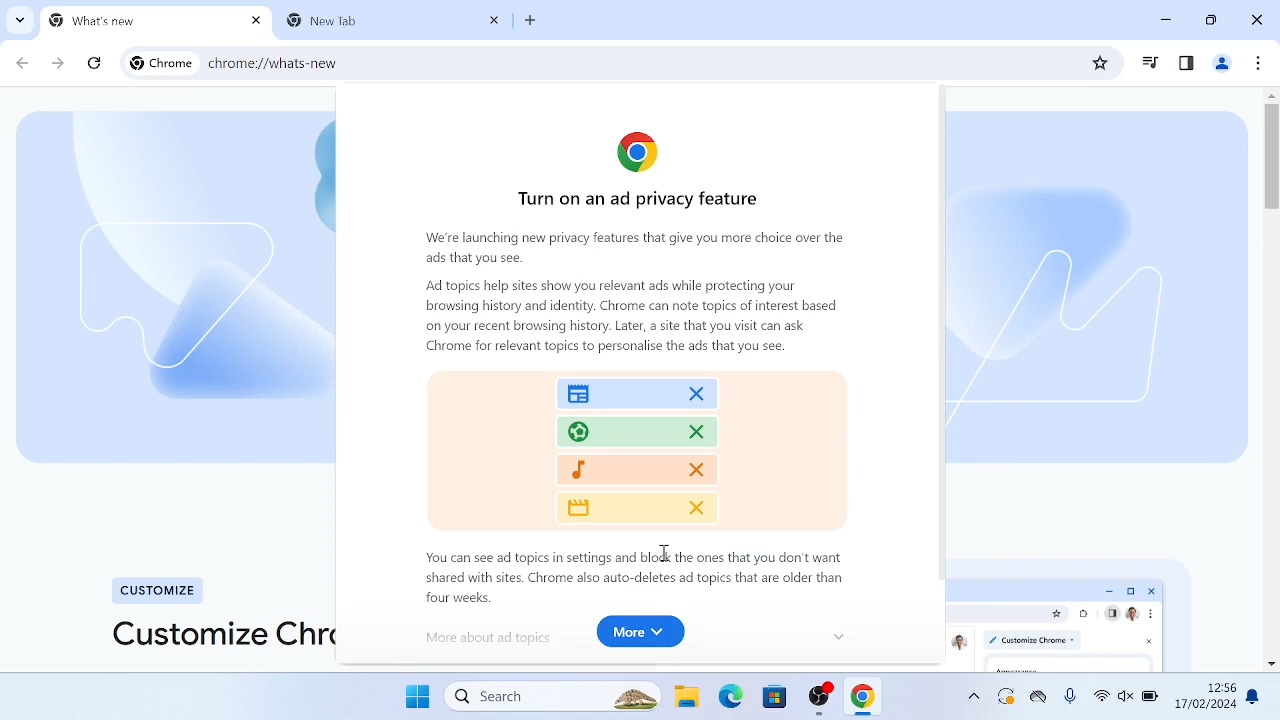 What's new
New Tab
Chrome
chrome://whats-new
Turn on an ad privacy feature
We're launching new privacy features that give you more choice over the
ads that you see.
Ad topics help sites show you relevant ads while protecting your
browsing history and identity. Chrome can note topics of interest based
on your recent browsing history. Later, a site that you visit can ask
Chrome for relevant topics to personalise the ads that you see.
You can see ad topics in settings and block the ones that you don't want
shared with sites. Chrome also auto-deletes ad topics that are older than
four weeks.
More about ad topics
More
CUSTOMIZE
Customize Chro
Customize Chrome
Appearance
Search
12:56
17/02/2024